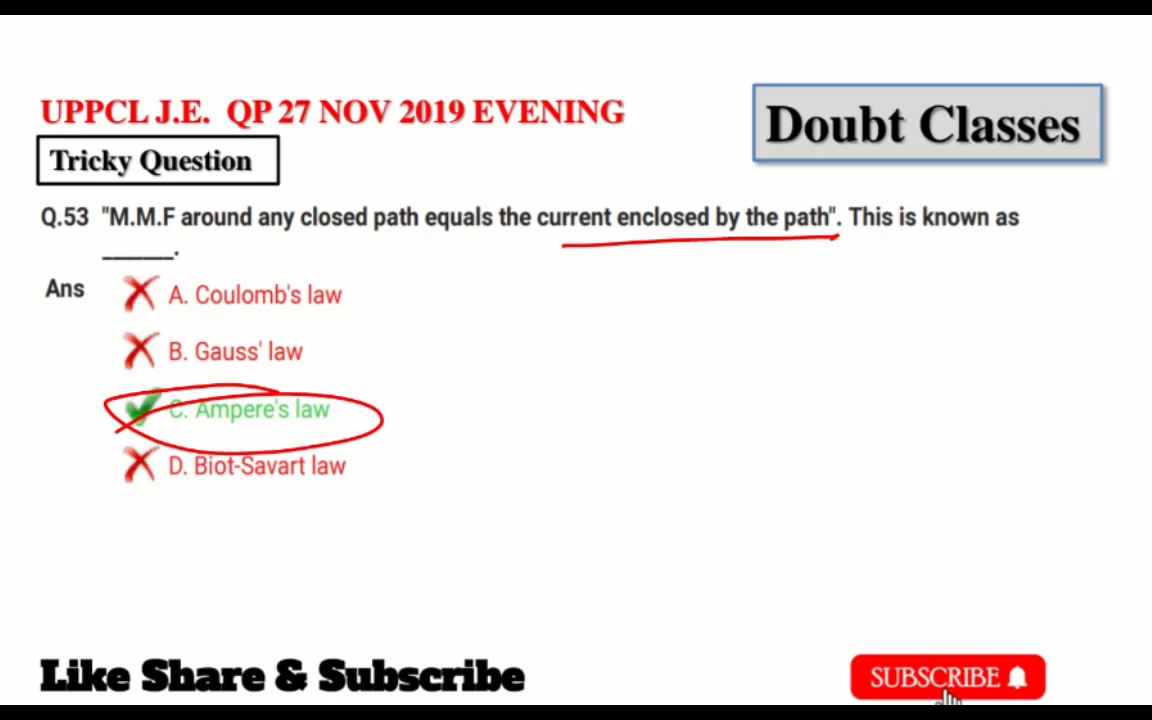 UPPCL J.E. QP 27 NOV 2019 EVENING
Doubt Classes
Tricky Question
Q.53 "M.M.F around any closed path equals the current enclosed by the path". This is known as
_______.
Ans
A. Coulomb's law
B. Gauss' law
C. Ampere's law
D. Biot-Savart law
Like Share & Subscribe
SUBSCRIBE